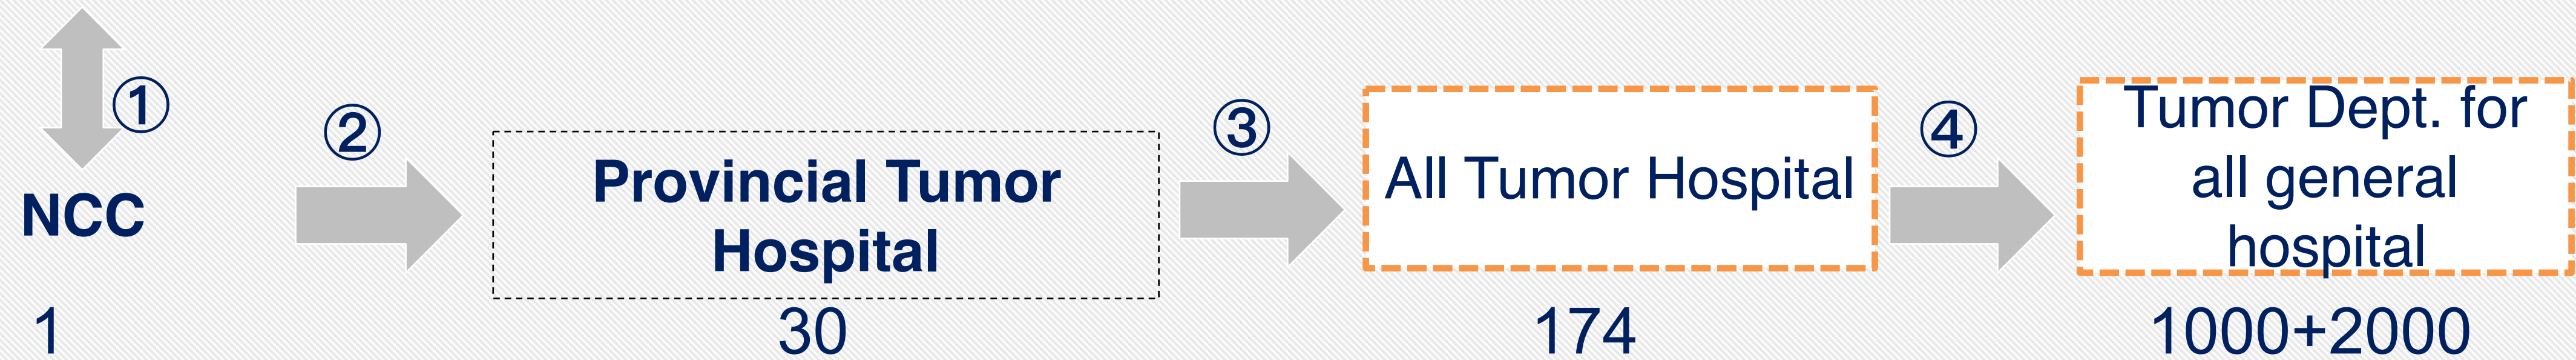 ①
NCC
1
②
Provincial Tumor
Hospital
30
③
All Tumor Hospital
174
④
Tumor Dept. for
all general
hospital
1000+2000